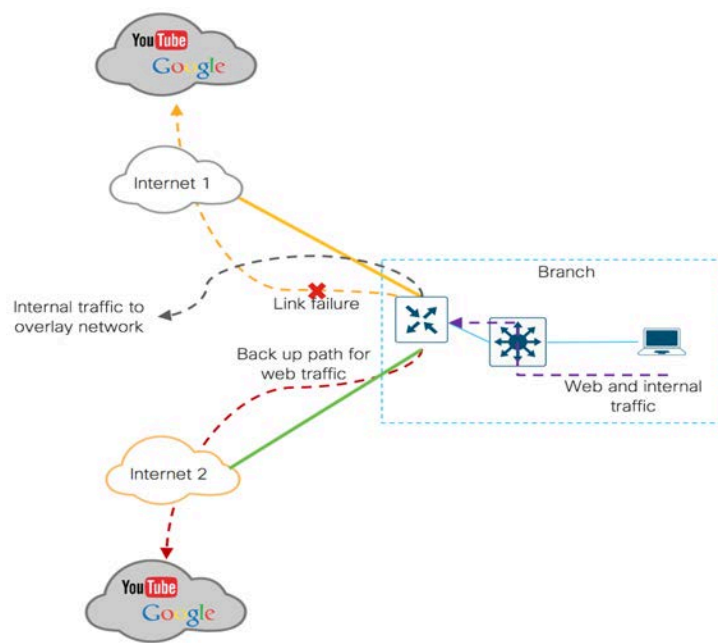 YouTube
Google
Internet 1
Branch
Internal traffic to
overlay network
Link failure
Back up path for
web traffic
Web and internal
traffic
Internet 2
YouTube
Google